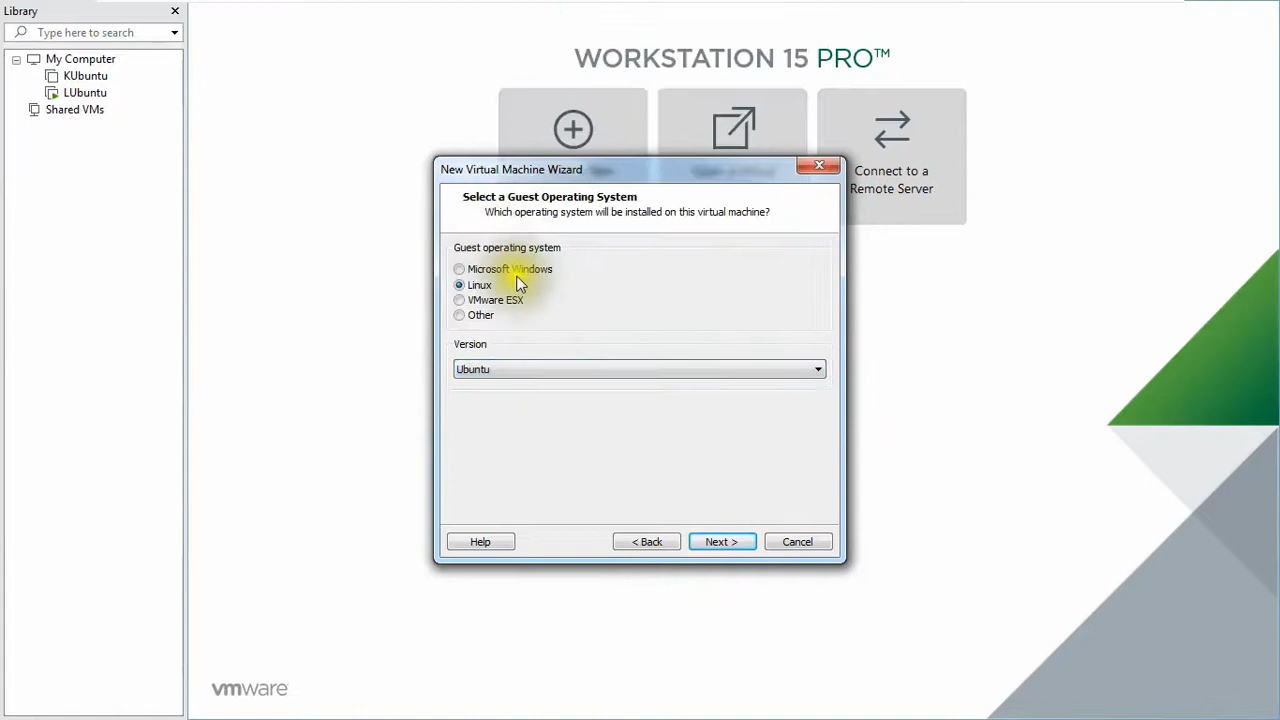 Library
Type here to search
My Computer
KUbuntu
LUbuntu
Shared VMs
WORKSTATION 15 PRO™
Connect to a
Remote Server
New Virtual Machine Wizard
Select a Guest Operating System
Which operating system will be installed on this virtual machine?
Guest operating system
Microsoft Windows
Linux
VMware ESX
Other
Version
Ubuntu
Help
< Back
Next >
Cancel
vmware